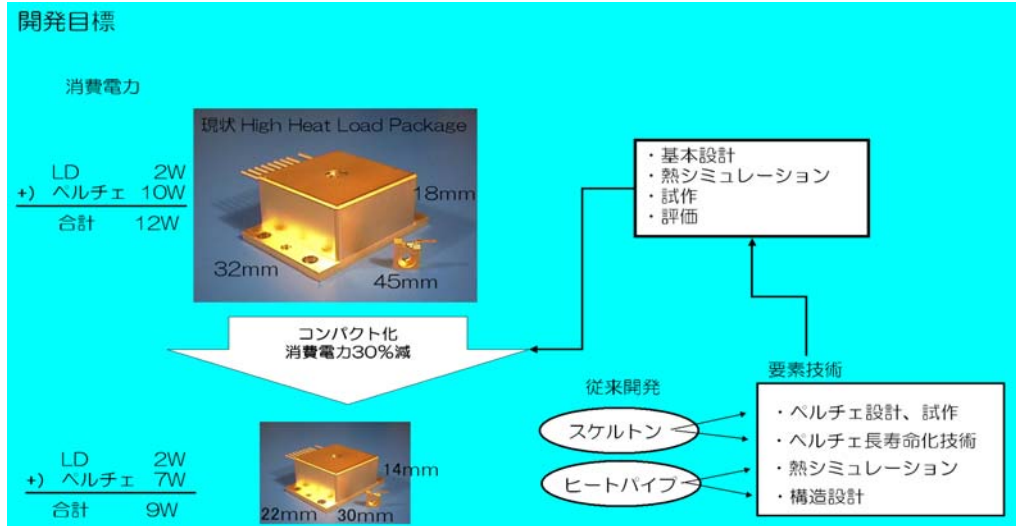 開発目標
消費電力
現状 High Heat Load Package
LD 2W
+) ペルチェ 10W
合計 12W
18mm
32mm
45mm
・基本設計
・熱シミュレーション
・試作
・評価
コンパクト化
消費電力30%減
従来開発
スケルトン
ヒートパイプ
要素技術
・ペルチェ設計、試作
・ペルチェ長寿命化技術
・熱シミュレーション
・構造設計
LD 2W
+) ペルチェ 7W
合計 9W
14mm
22mm
30mm